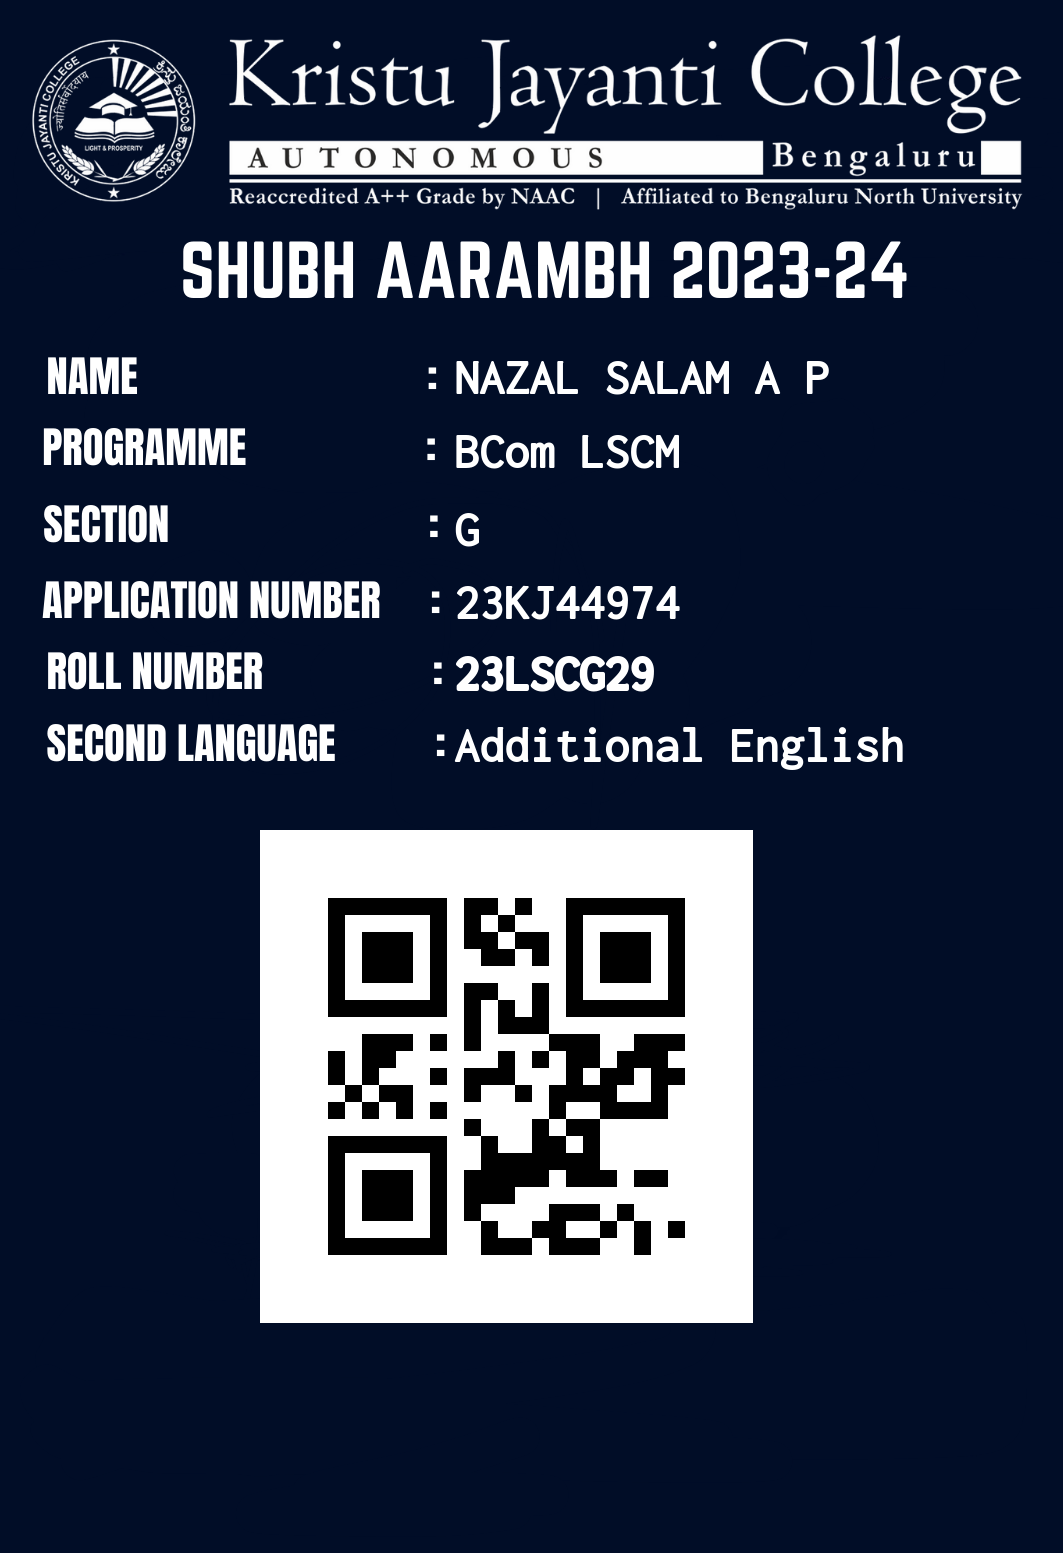 KRISTU JAYANTI COLLEGE
ಕ್ರಿಸ್ತು ಜಯಂತಿ ಕಾಲೇಜು
LIGHT & PROSPERITY
Kristu Jayanti College
AUTONOMOUS Bengaluru
Reaccredited A++ Grade by NAAC | Affiliated to Bengaluru North University
SHUBH AARAMBH 2023-24
NAME : NAZAL SALAM A P
PROGRAMME : BCom LSCM
SECTION : G
APPLICATION NUMBER : 23KJ44974
ROLL NUMBER : 23LSCG29
SECOND LANGUAGE : Additional English